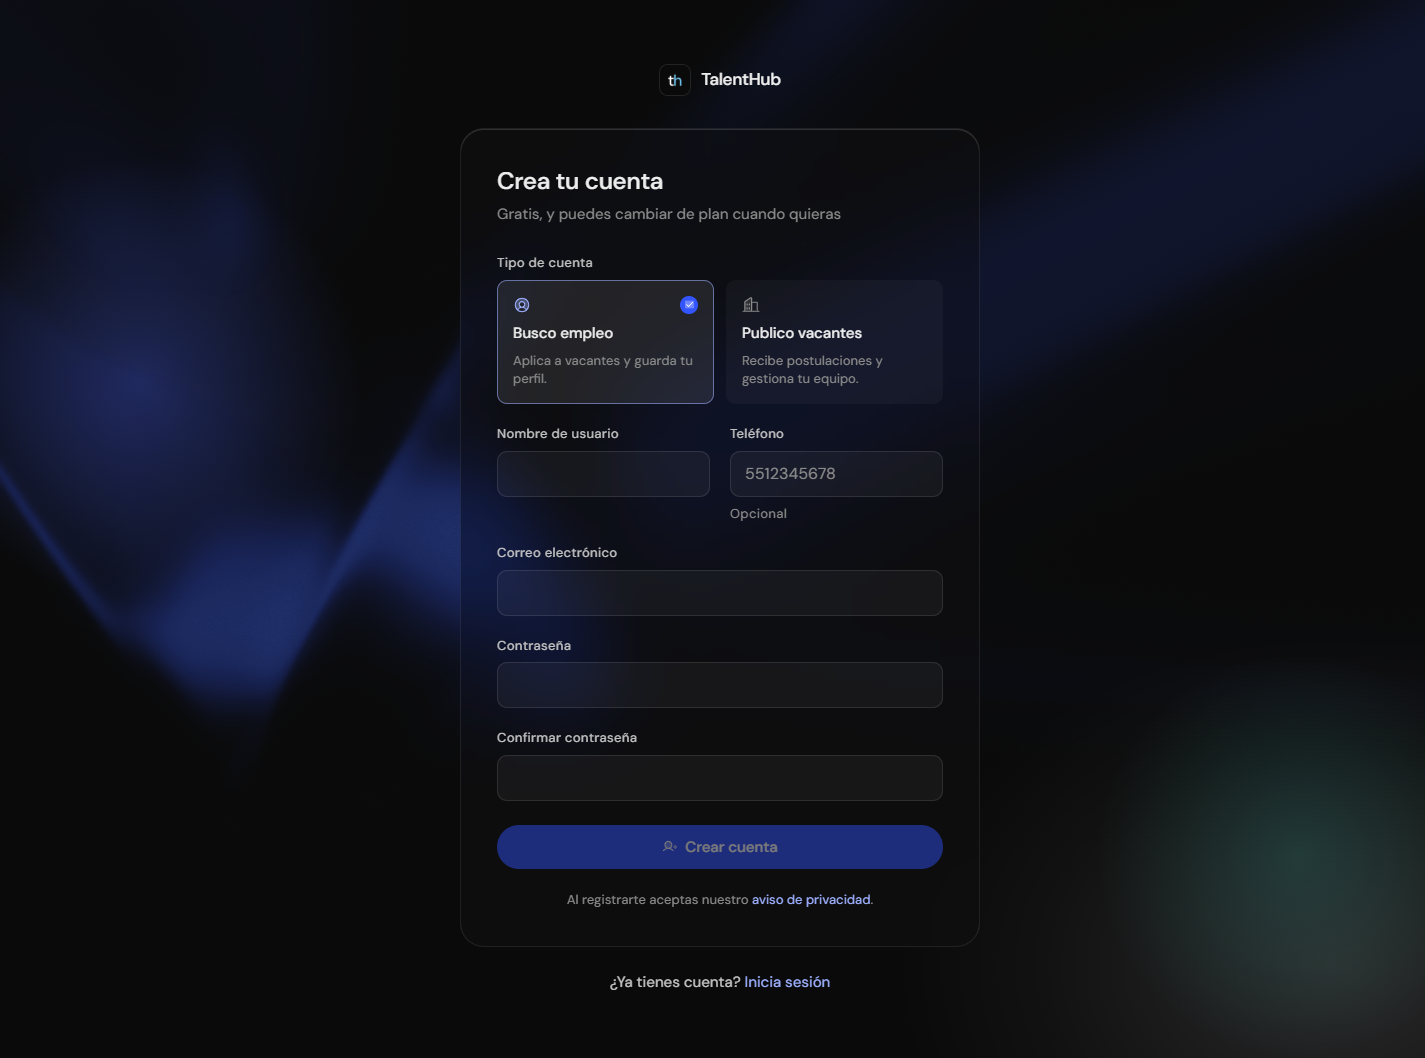 th TalentHub
Crea tu cuenta
Gratis, y puedes cambiar de plan cuando quieras
Tipo de cuenta
Busco empleo
Aplica a vacantes y guarda tu
perfil.
Publico vacantes
Recibe postulaciones y
gestiona tu equipo.
Nombre de usuario
Teléfono
5512345678
Opcional
Correo electrónico
Contraseña
Confirmar contraseña
Crear cuenta
Al registrarte aceptas nuestro aviso de privacidad.
¿Ya tienes cuenta? Inicia sesión